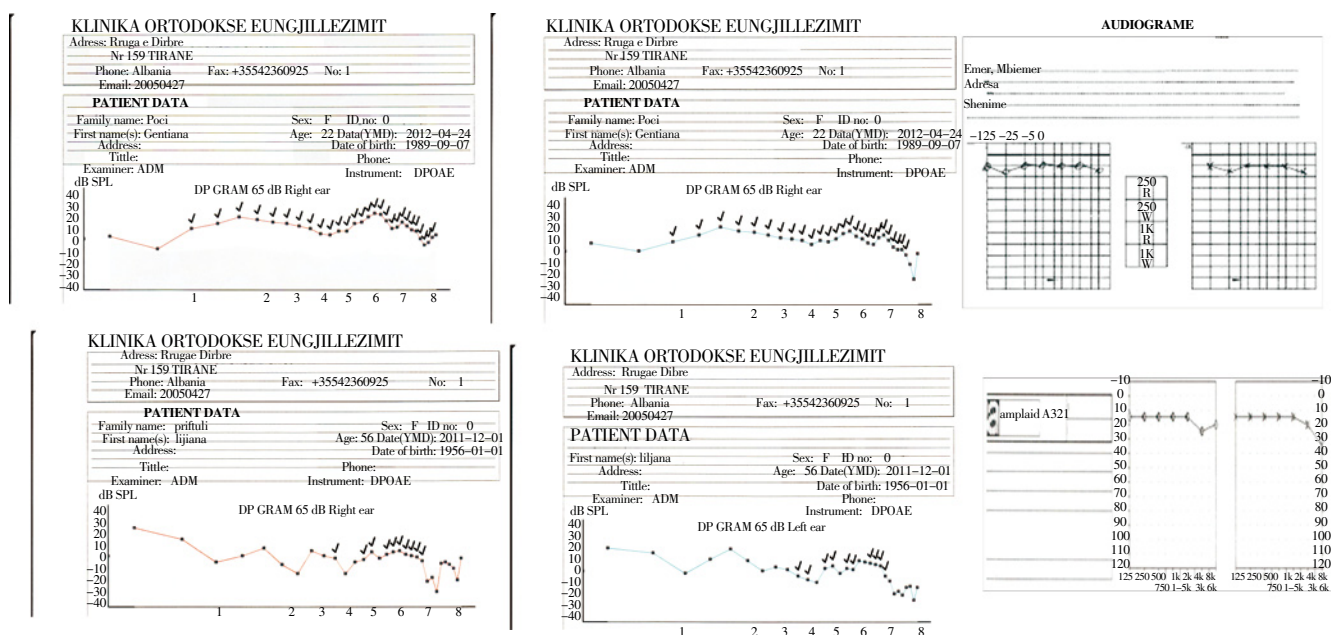 KLINIKA ORTODOKSE EUNGJILLEZIMIT
Adress: Rruga e Dirbre
Nr 159 TIRANE
Phone: Albania Fax: +35542360925 No: 1
Email: 20050427
PATIENT DATA
Family name: Poci Sex: F ID no: 0
First name(s): Gentiana Age: 22 Data(YMD): 2012-04-24
Address: Date of birth: 1989-09-07
Tittle: Phone:
Examiner: ADM Instrument: DPOAE
dB SPL
DP GRAM 65 dB Right ear
40
30
20
10
0
-10
-20
-30
-40
1 2 3 4 5 6 7 8
KLINIKA ORTODOKSE EUNGJILLEZIMIT
Adress: Rruga e Dirbre
Nr 159 TIRANE
Phone: Albania Fax: +35542360925 No: 1
Email: 20050427
PATIENT DATA
Family name: Poci Sex: F ID no: 0
First name(s): Gentiana Age: 22 Data(YMD): 2012-04-24
Address: Date of birth: 1989-09-07
Tittle: Phone:
Examiner: ADM Instrument: DPOAE
dB SPL
DP GRAM 65 dB Right ear
40
30
20
10
0
-10
-20
-30
-40
1 2 3 4 5 6 7 8
AUDIOGRAME
Emer, Mbiemer
Adresa
Shenime
-125 -25 -5 0
250
R
250
W
1K
R
1K
W
KLINIKA ORTODOKSE EUNGJILLEZIMIT
Adress: Rrugae Dirbre
Nr 159 TIRANE
Phone: Albania Fax: +35542360925 No: 1
Email: 20050427
PATIENT DATA
Family name: priftuli Sex: F ID no: 0
First name(s): lijiana Age: 56 Date(YMD): 2011-12-01
Address: Date of birth: 1956-01-01
Tittle: Phone:
Examiner: ADM Instrument: DPOAE
dB SPL
DP GRAM 65 dB Right ear
40
30
20
10
0
-10
-20
-30
-40
1 2 3 4 5 6 7 8
KLINIKA ORTODOKSE EUNGJILLEZIMIT
Address: Rrugae Dibre
Nr 159 TIRANE
Phone: Albania Fax: +35542360925 No: 1
Email: 20050427
PATIENT DATA
First name(s): liljana Sex: F ID no: 0
Address: Age: 56 Date(YMD): 2011-12-01
Tittle: Date of birth: 1956-01-01
Examiner: ADM Phone:
dB SPL Instrument: DPOAE
DP GRAM 65 dB Left ear
40
30
20
10
0
-10
-20
-30
-40
1 2 3 4 5 6 7 8
amplaid A321
-10 -10
0 0
10 10
20 20
30 30
40 40
50 50
60 60
70 70
80 80
90 90
100 100
110 110
120 120
125 250 500 1k 2k 4k 8k 125 250 500 1k 2k 4k 8k
750 1-5k 3k 6k 750 1-5k 3k 6k